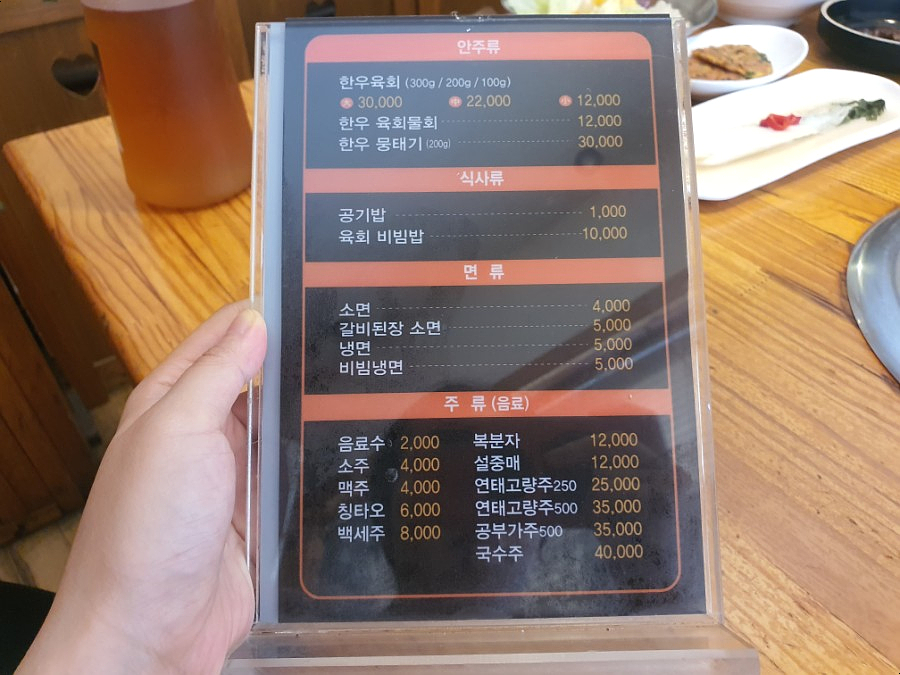 안주류
한우육회 (300g / 200g / 100g)
大 30,000 中 22,000 小 12,000
한우 육회물회 12,000
한우 뭉태기 (200g) 30,000
식사류
공기밥 1,000
육회 비빔밥 10,000
면 류
소면 4,000
갈비된장 소면 5,000
냉면 5,000
비빔냉면 5,000
주 류 (음료)
음료수 2,000 복분자 12,000
소주 4,000 설중매 12,000
맥주 4,000 연태고량주250 25,000
칭타오 6,000 연태고량주500 35,000
백세주 8,000 공부가주500 35,000
국수주 40,000